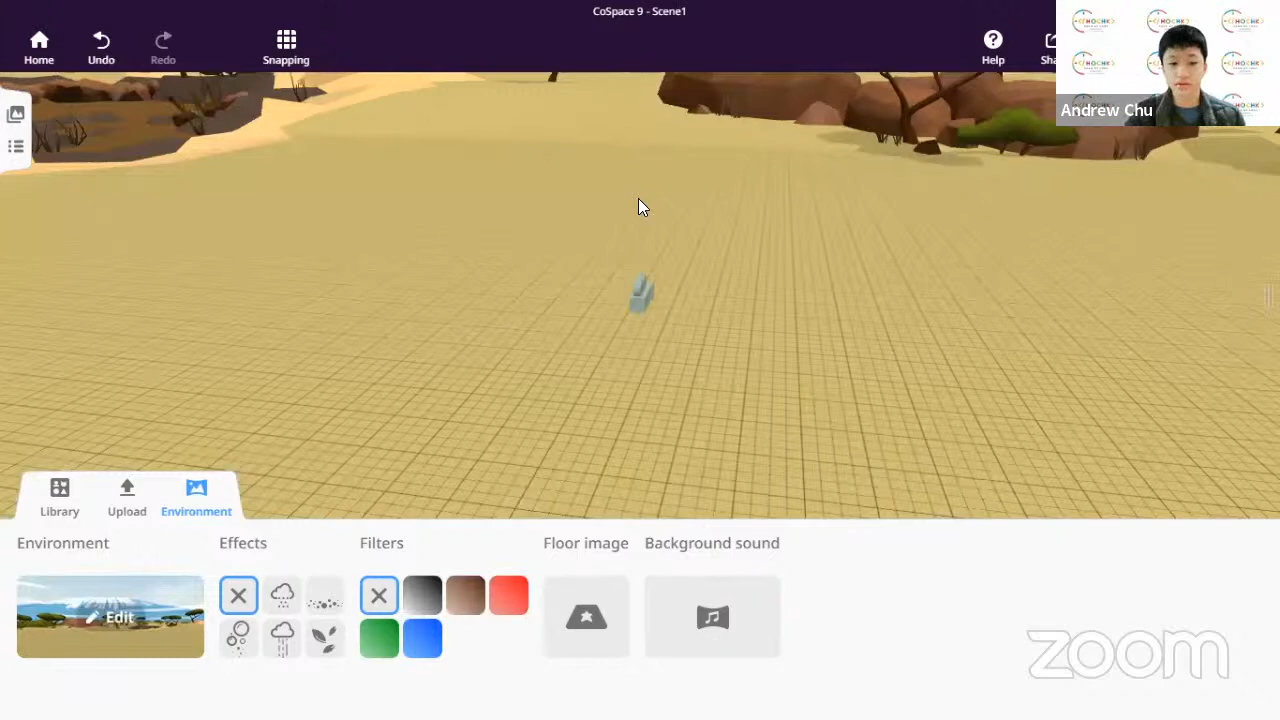 CoSpace 9 - Scene1
Home
Undo
Redo
Snapping
Help
Andrew Chu
Library
Upload
Environment
Environment
Effects
Filters
Floor image
Background sound
Edit
zoom